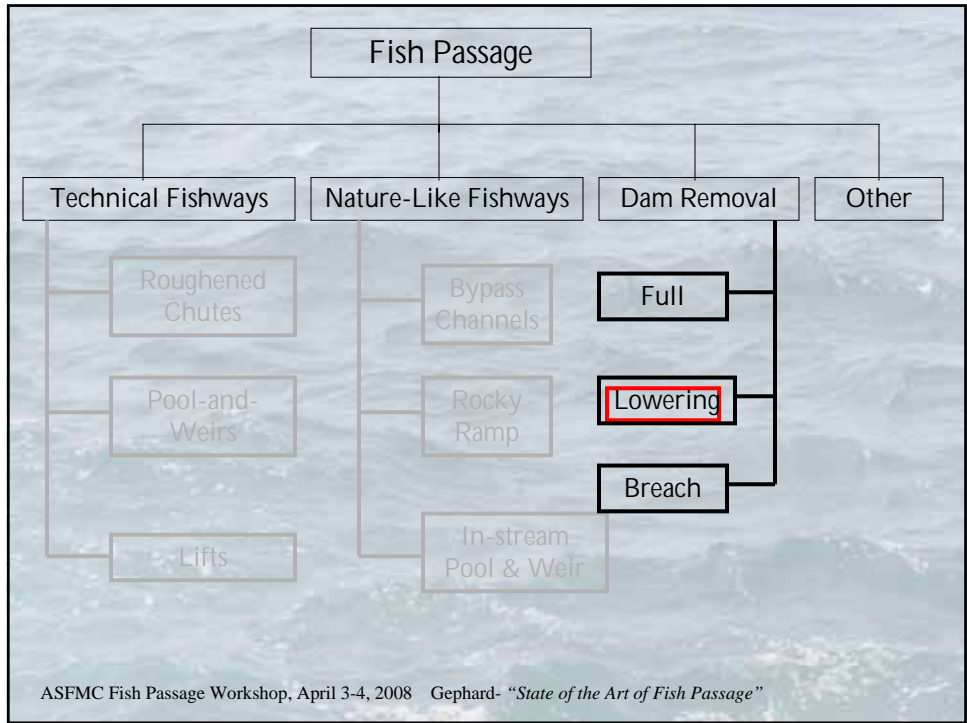 Fish Passage
Technical Fishways
Nature-Like Fishways
Dam Removal
Other
Roughened
Chutes
Pool-and-
Weirs
Lifts
Bypass
Channels
Rocky
Ramp
In-stream
Pool & Weir
Full
Lowering
Breach
ASFMC Fish Passage Workshop, April 3-4, 2008 Gephard- “State of the Art of Fish Passage”